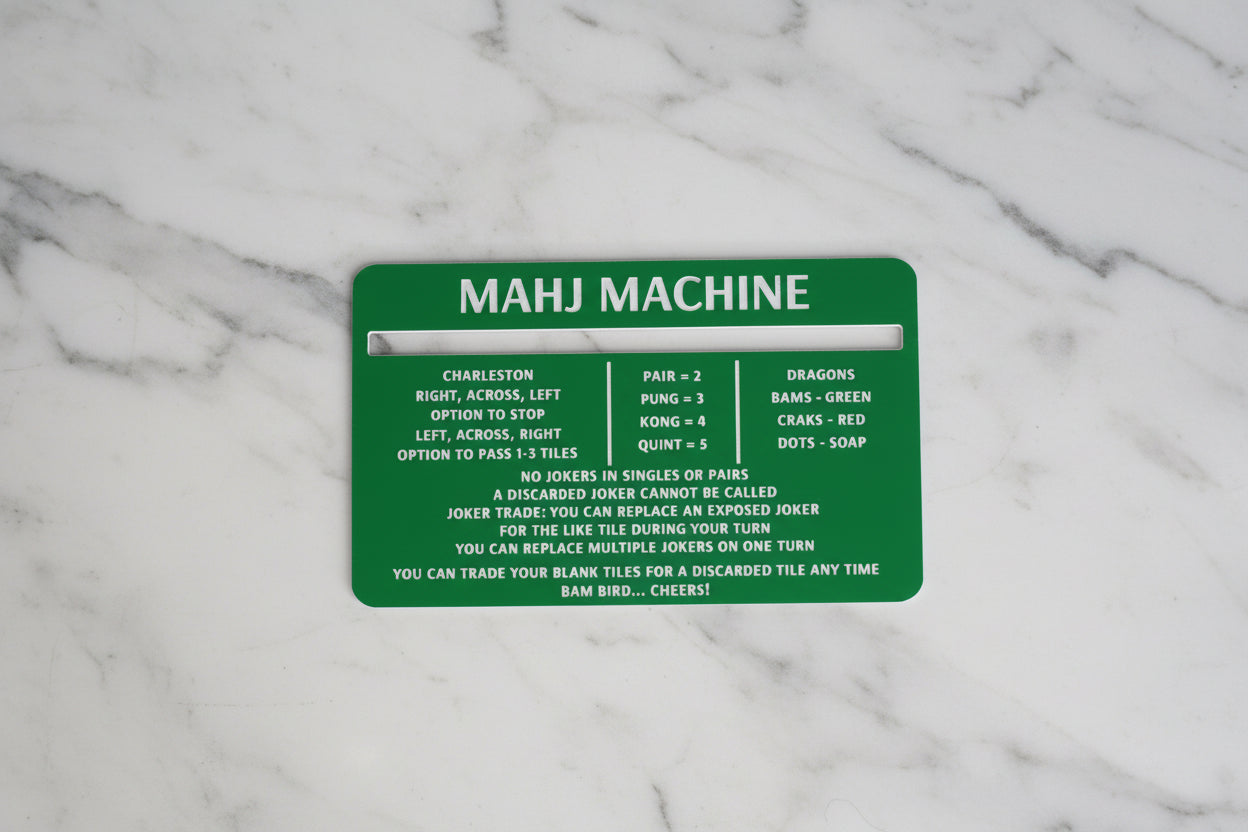 MAHJ MACHINE
CHARLESTON
RIGHT, ACROSS, LEFT
OPTION TO STOP
LEFT, ACROSS, RIGHT
OPTION TO PASS 1-3 TILES
PAIR = 2
PUNG = 3
KONG = 4
QUINT = 5
DRAGONS
BAMS - GREEN
CRAKS - RED
DOTS - SOAP
NO JOKERS IN SINGLES OR PAIRS
A DISCARDED JOKER CANNOT BE CALLED
JOKER TRADE: YOU CAN REPLACE AN EXPOSED JOKER
FOR THE LIKE TILE DURING YOUR TURN
YOU CAN REPLACE MULTIPLE JOKERS ON ONE TURN
YOU CAN TRADE YOUR BLANK TILES FOR A DISCARDED TILE ANY TIME
BAM BIRD... CHEERS!